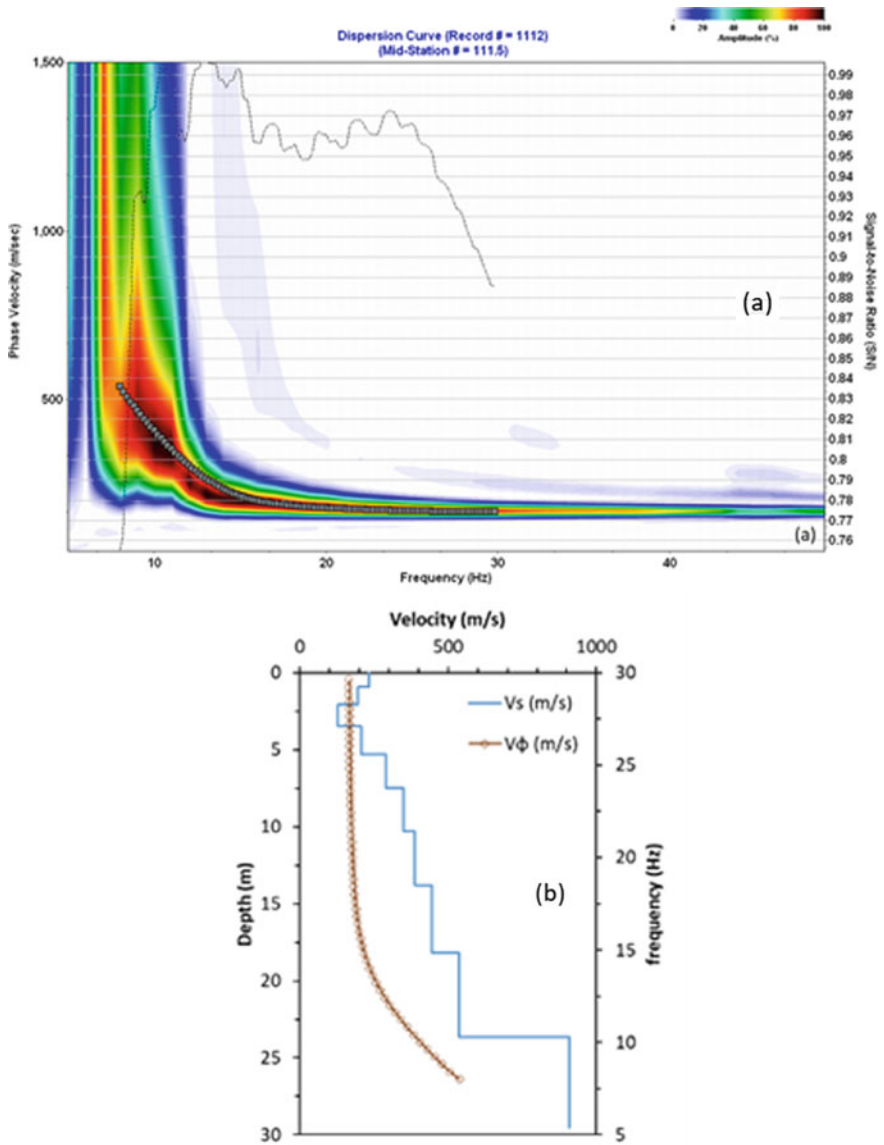 Dispersion Curve (Record # = 1112)
(Mid-Station # = 111.5)
0 20 40 60 80 100
Amplitude (%)
1,500
1,000
500
Phase Velocity (m/sec)
0.99
0.98
0.97
0.96
0.95
0.94
0.93
0.92
0.91
0.9
0.89
0.88
0.87
0.86
0.85
0.84
0.83
0.82
0.81
0.8
0.79
0.78
0.77
0.76
Signal-to-Noise Ratio (S/N)
(a)
(a)
10 20 30 40
Frequency (Hz)
Velocity (m/s)
0 500 1000
0
5
10
15
20
25
30
Depth (m)
Vs (m/s)
Vϕ (m/s)
(b)
30
25
20
15
10
5
frequency (Hz)